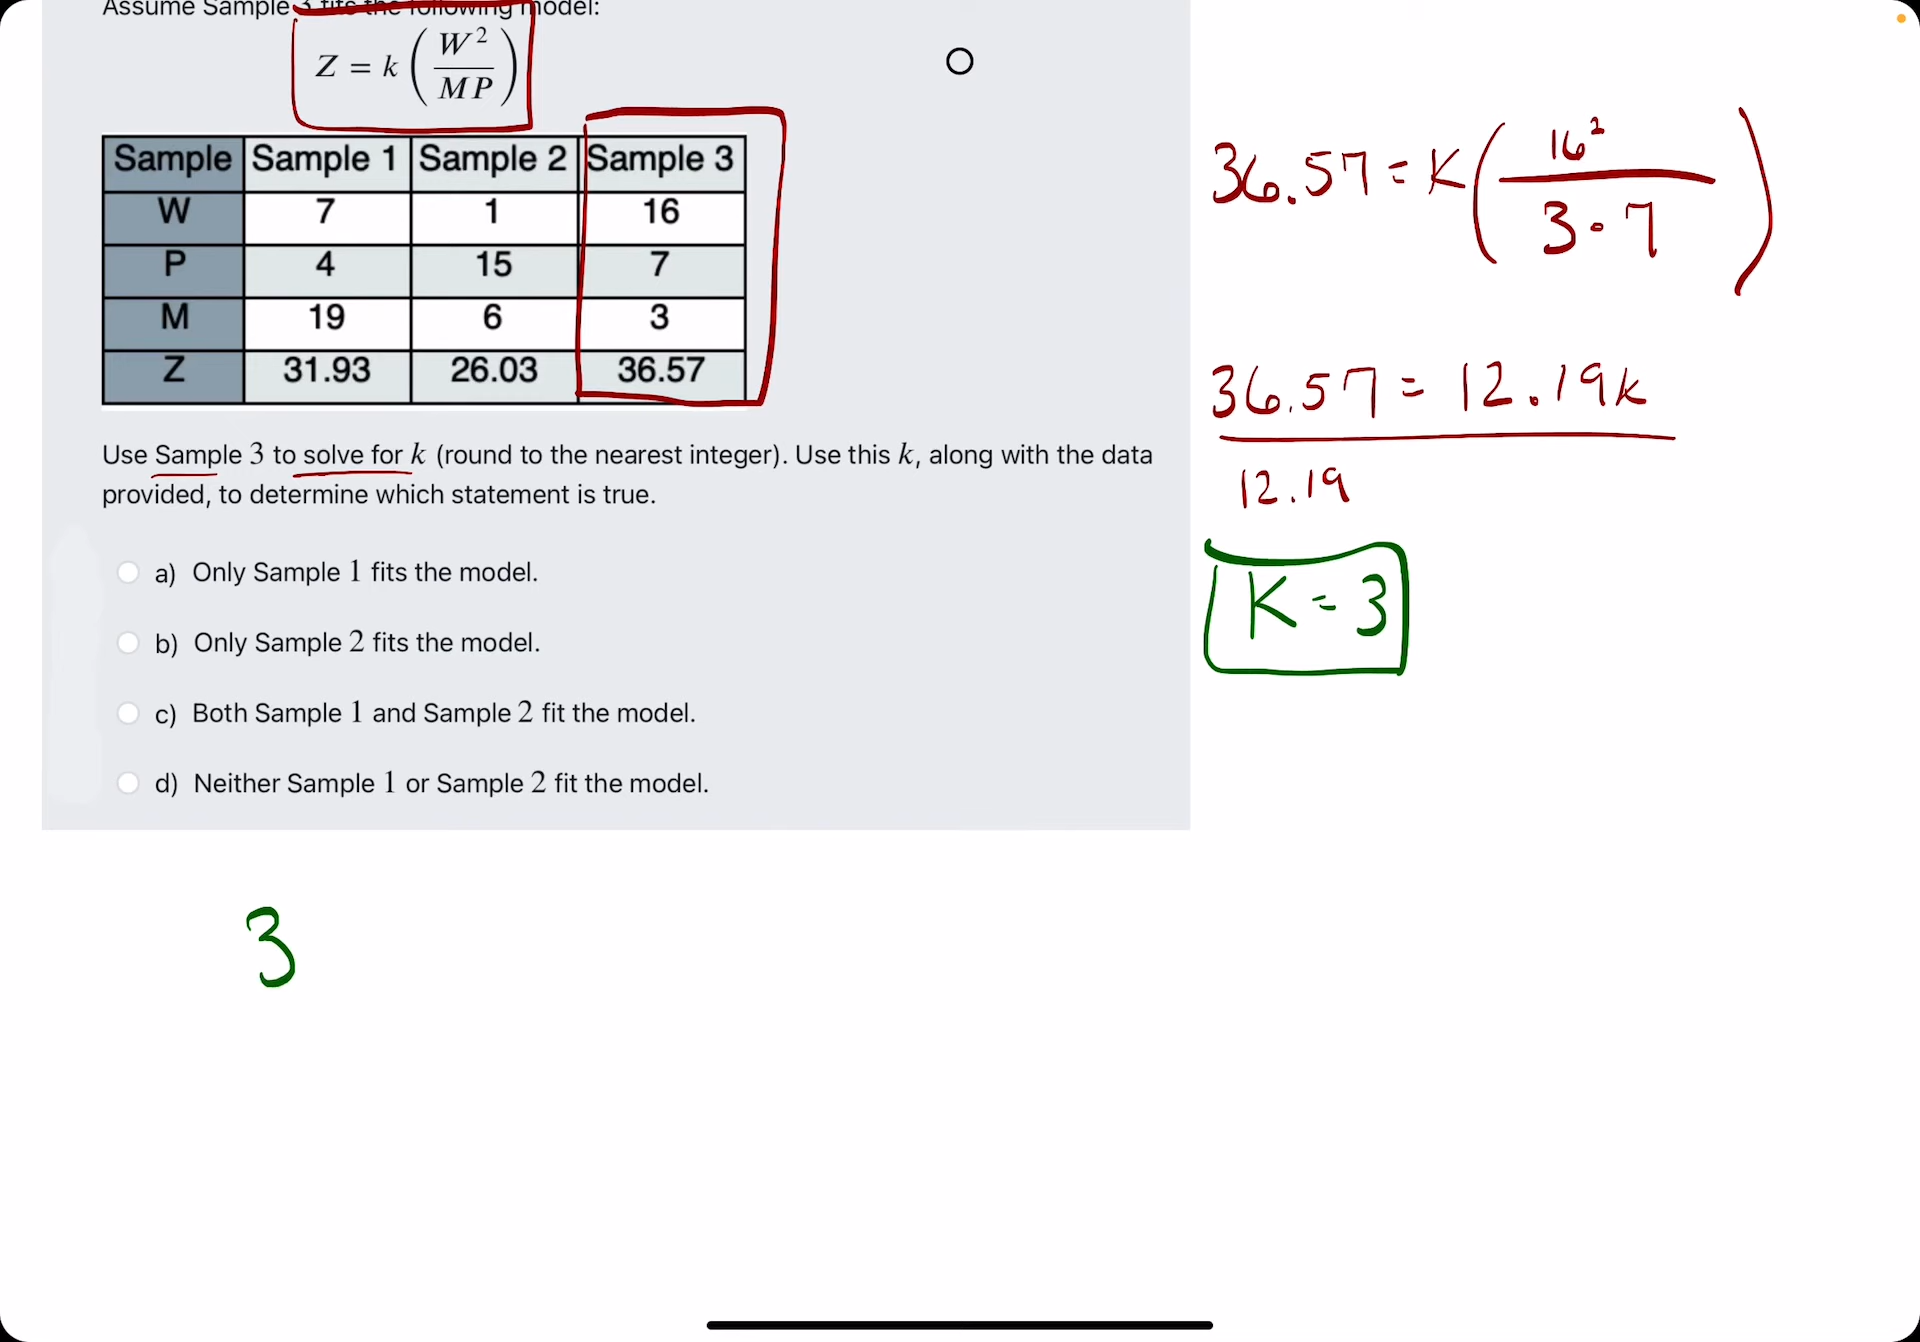 Assume Sample 3 fits the following model:
Z = k (W² / MP)
Sample Sample 1 Sample 2 Sample 3
W 7 1 16
P 4 15 7
M 19 6 3
Z 31.93 26.03 36.57
Use Sample 3 to solve for k (round to the nearest integer). Use this k, along with the data
provided, to determine which statement is true.
a) Only Sample 1 fits the model.
b) Only Sample 2 fits the model.
c) Both Sample 1 and Sample 2 fit the model.
d) Neither Sample 1 or Sample 2 fit the model.
36.57 = K (16² / 3·7)
36.57 = 12.19k
12.19
K = 3
3